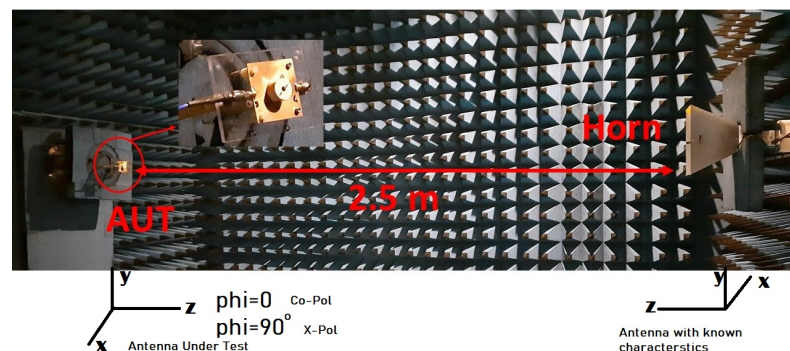 Horn
2.5 m
AUT
y
z
x
phi=0 Co-Pol
phi=90° X-Pol
Antenna Under Test
y
x
z
Antenna with known
characterstics